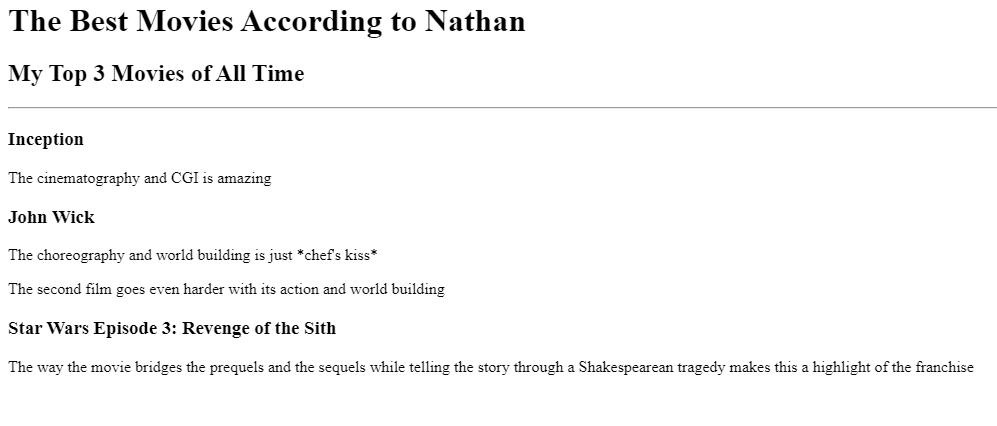 The Best Movies According to Nathan
My Top 3 Movies of All Time
Inception
The cinematography and CGI is amazing
John Wick
The choreography and world building is just *chef's kiss*
The second film goes even harder with its action and world building
Star Wars Episode 3: Revenge of the Sith
The way the movie bridges the prequels and the sequels while telling the story through a Shakespearean tragedy makes this a highlight of the franchise